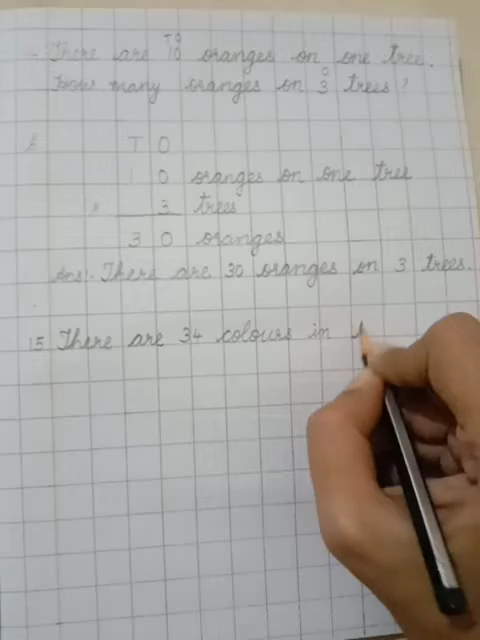 T O
There are 10 oranges on one tree.
O
How many oranges on 3 trees?
T O
1 0 oranges on one tree
× 3 trees
3 0 oranges
Ans:- There are 30 oranges on 3 trees.
15 There are 34 colours in